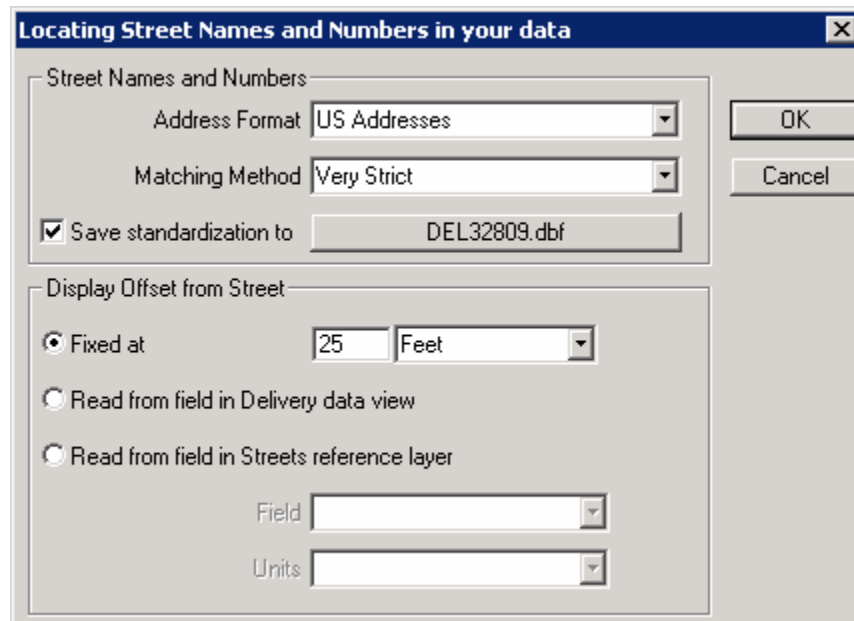 Locating Street Names and Numbers in your data
Street Names and Numbers
Address Format US Addresses
OK
Matching Method Very Strict
Cancel
Save standardization to DEL32809.dbf
Display Offset from Street
Fixed at 25 Feet
Read from field in Delivery data view
Read from field in Streets reference layer
Field
Units